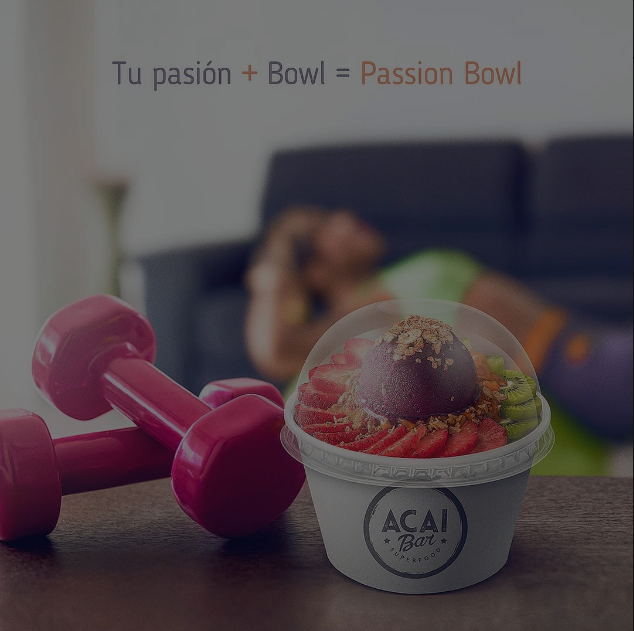 Tu pasión + Bowl = Passion Bowl
ACAI
Bar
SUPERFOOD